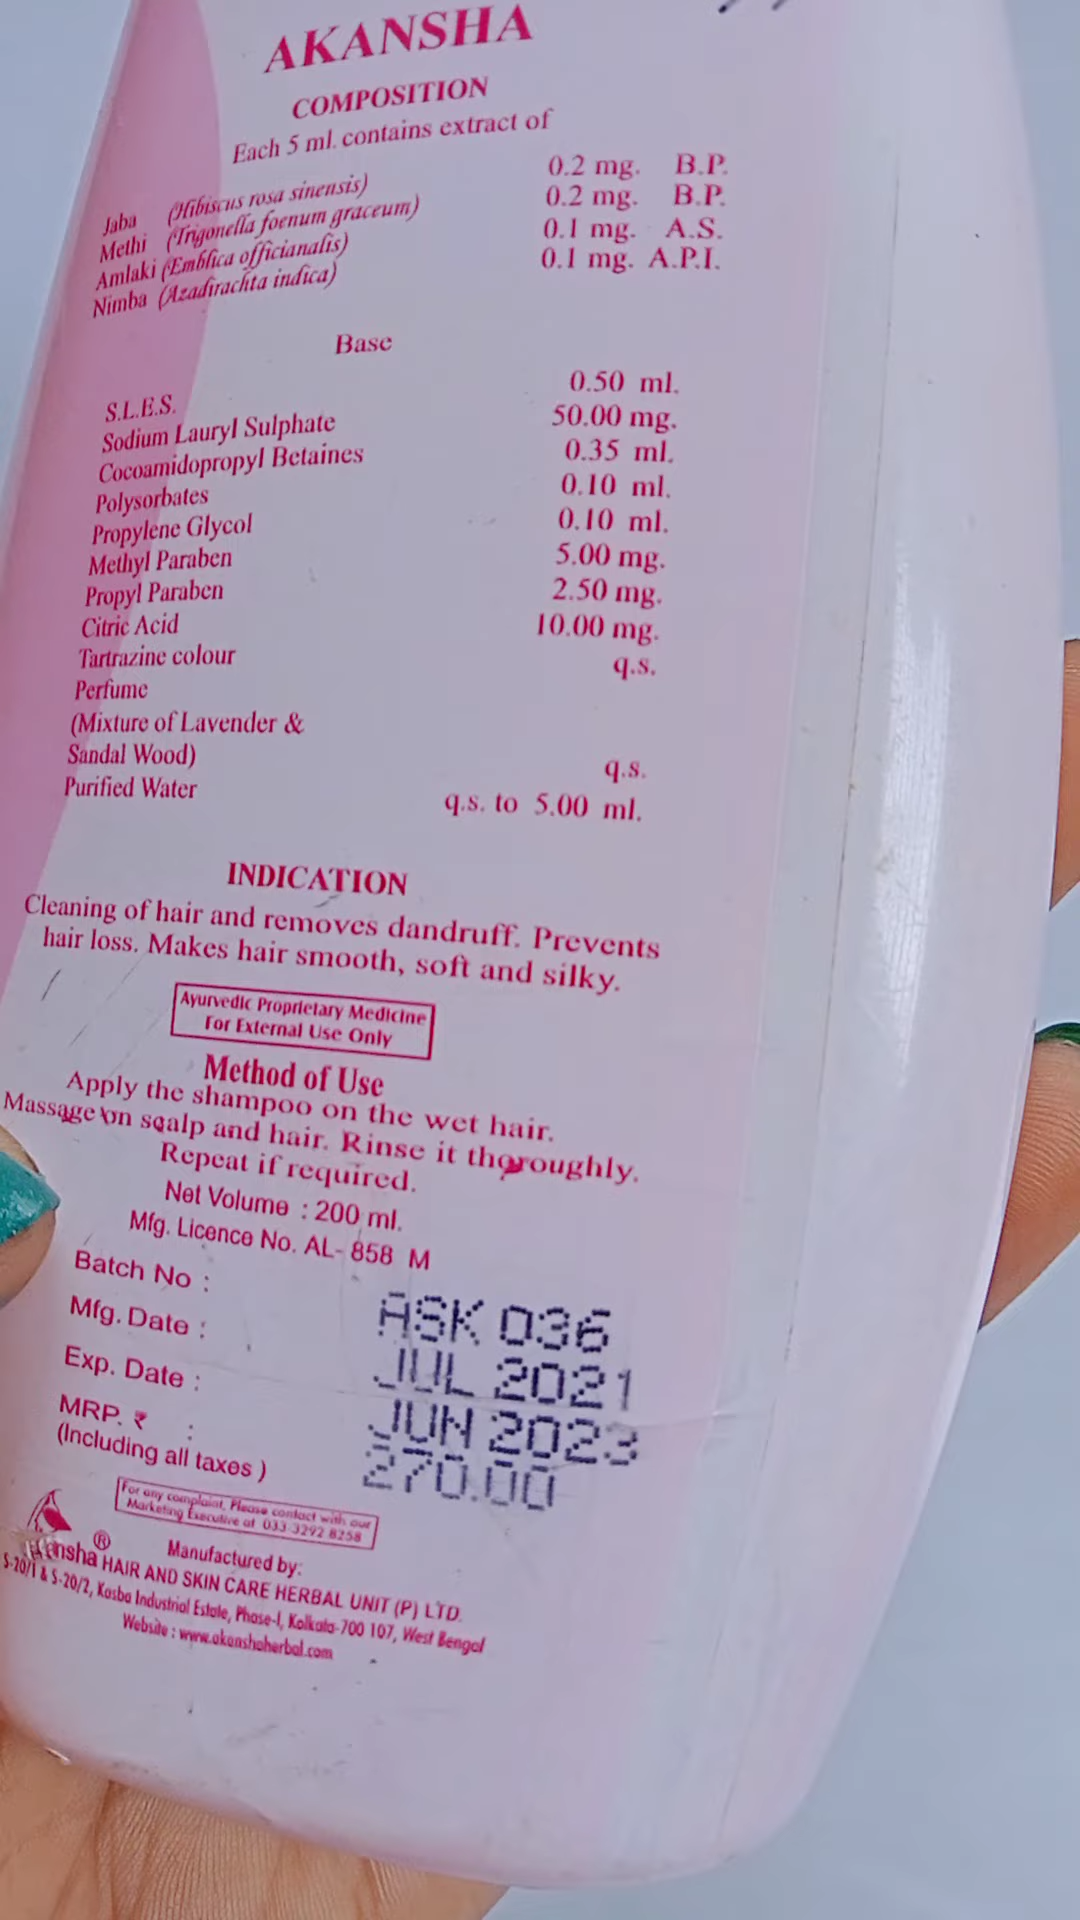 AKANSHA
COMPOSITION
Each 5 ml. contains extract of
Jaba (Hibiscus rosa sinensis) 0.2 mg. B.P.
Methi (Trigonella foenum graceum) 0.2 mg. B.P.
Amlaki (Emblica officianalis) 0.1 mg. A.S.
Nimba (Azadirachta indica) 0.1 mg. A.P.I.
Base
S.L.E.S. 0.50 ml.
Sodium Lauryl Sulphate 50.00 mg.
Cocoamidopropyl Betaines 0.35 ml.
Polysorbates 0.10 ml.
Propylene Glycol 0.10 ml.
Methyl Paraben 5.00 mg.
Propyl Paraben 2.50 mg.
Citric Acid 10.00 mg.
Tartrazine colour q.s.
Perfume
(Mixture of Lavender &
Sandal Wood) q.s.
Purified Water q.s. to 5.00 ml.
INDICATION
Cleaning of hair and removes dandruff. Prevents
hair loss. Makes hair smooth, soft and silky.
Ayurvedic Proprietary Medicine
For External Use Only
Method of Use
Apply the shampoo on the wet hair.
Massage on scalp and hair. Rinse it thoroughly.
Repeat if required.
Net Volume : 200 ml.
Mfg. Licence No. AL- 858 M
Batch No : ASK 036
Mfg. Date : JUL 2021
Exp. Date : JUN 2023
MRP. ₹ : 270.00
(Including all taxes )
For any complaint, Please contact with our
Marketing Executive at 033-3292 8258
Manufactured by:
Akansha ® HAIR AND SKIN CARE HERBAL UNIT (P) LTD.
S-20/1 & S-20/2, Kasba Industrial Estate, Phase-I, Kolkata-700 107, West Bengal
Website : www.akanshaherbal.com